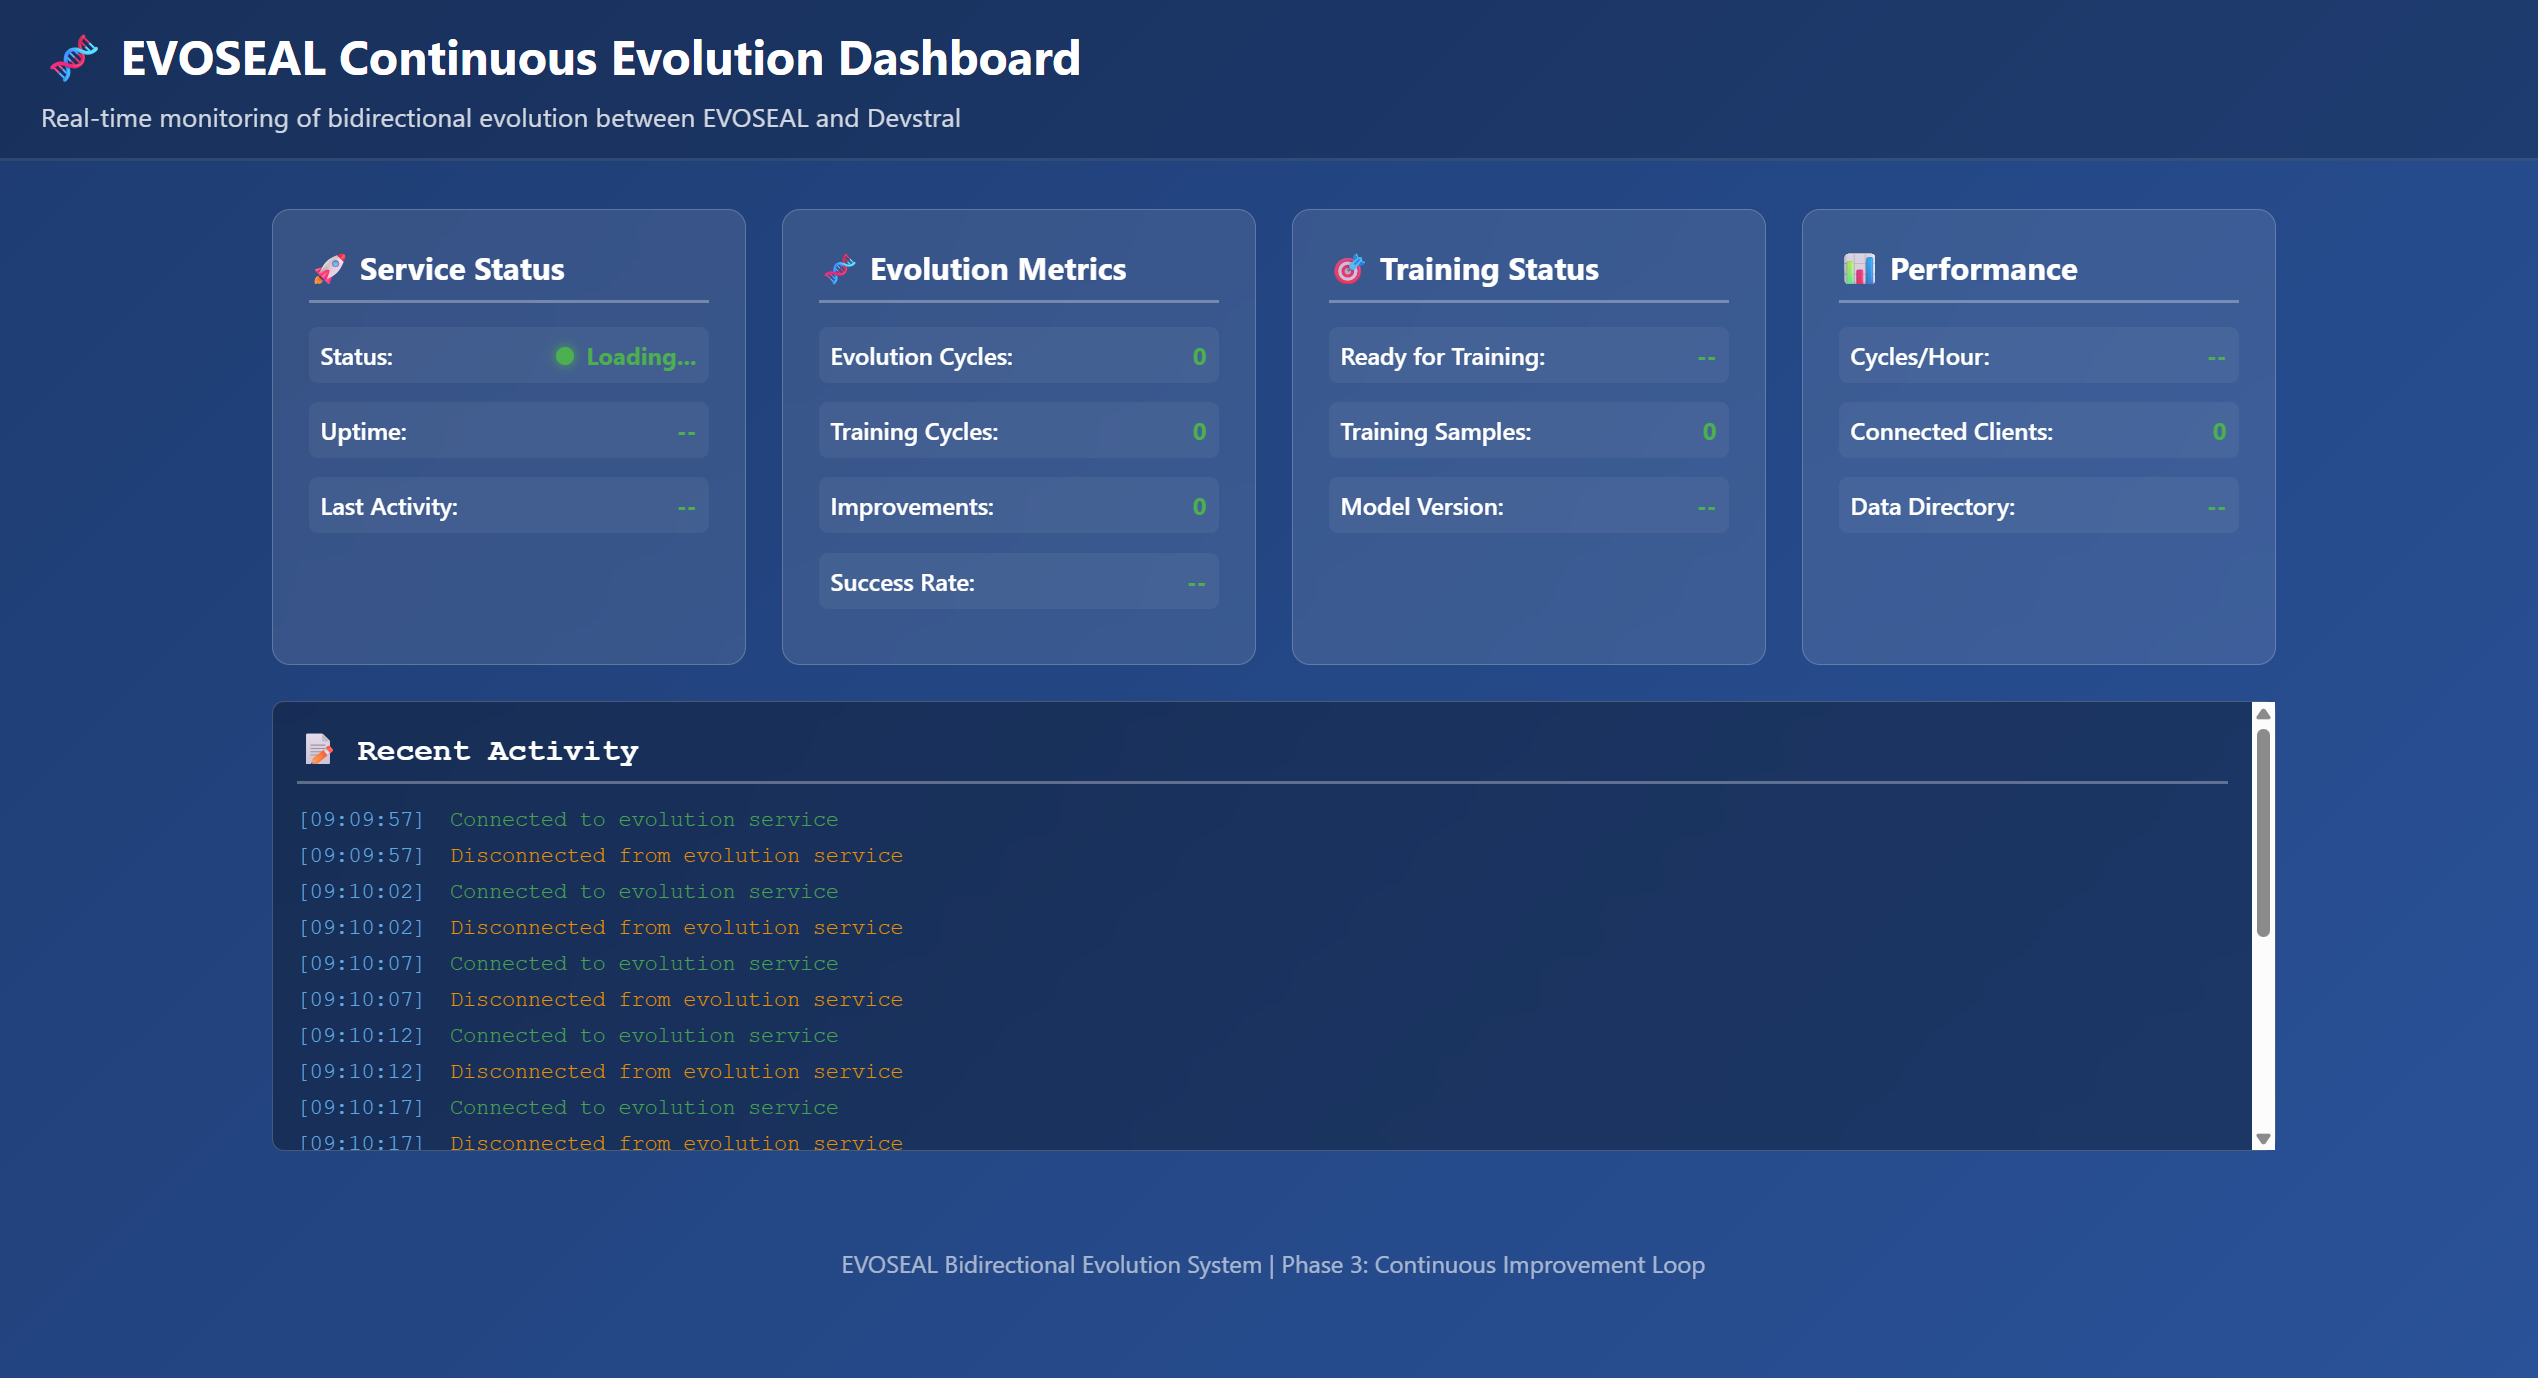 EVOSEAL Continuous Evolution Dashboard
Real-time monitoring of bidirectional evolution between EVOSEAL and Devstral
Service Status
Status: Loading...
Uptime: --
Last Activity: --
Evolution Metrics
Evolution Cycles: 0
Training Cycles: 0
Improvements: 0
Success Rate: --
Training Status
Ready for Training: --
Training Samples: 0
Model Version: --
Performance
Cycles/Hour: --
Connected Clients: 0
Data Directory: --
Recent Activity
[09:09:57] Connected to evolution service
[09:09:57] Disconnected from evolution service
[09:10:02] Connected to evolution service
[09:10:02] Disconnected from evolution service
[09:10:07] Connected to evolution service
[09:10:07] Disconnected from evolution service
[09:10:12] Connected to evolution service
[09:10:12] Disconnected from evolution service
[09:10:17] Connected to evolution service
[09:10:17] Disconnected from evolution service
EVOSEAL Bidirectional Evolution System | Phase 3: Continuous Improvement Loop